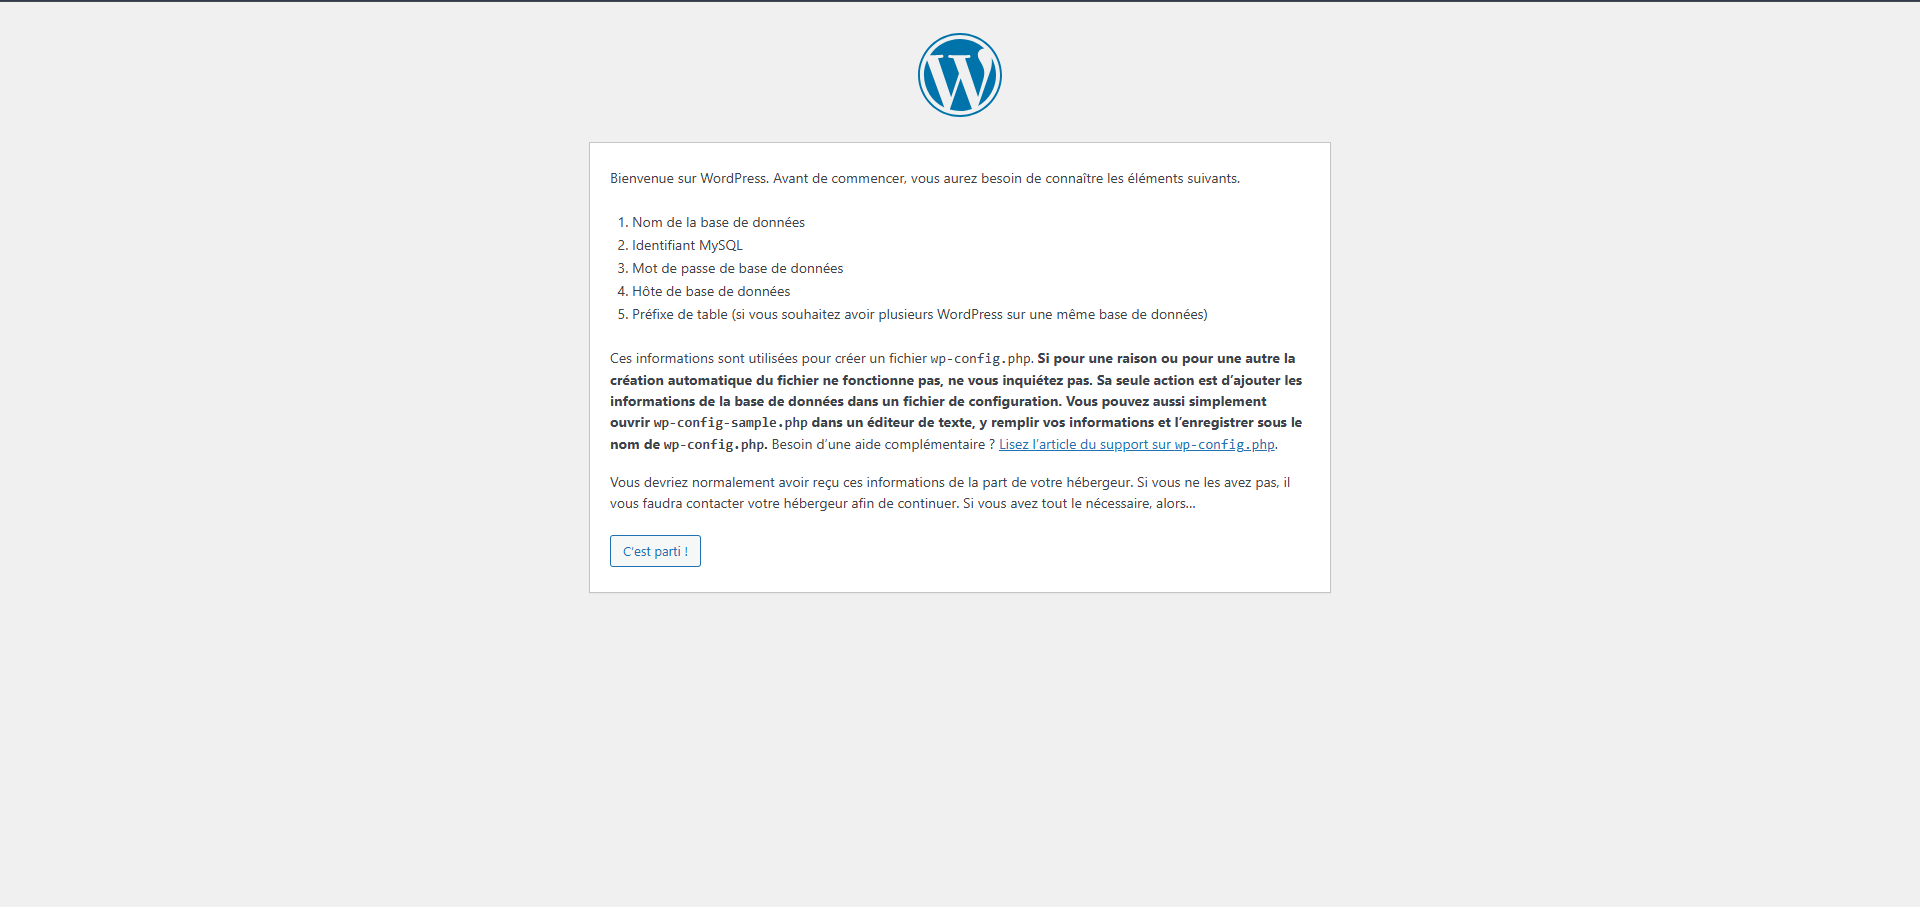 Bienvenue sur WordPress. Avant de commencer, vous aurez besoin de connaître les éléments suivants.
1. Nom de la base de données
2. Identifiant MySQL
3. Mot de passe de base de données
4. Hôte de base de données
5. Préfixe de table (si vous souhaitez avoir plusieurs WordPress sur une même base de données)
Ces informations sont utilisées pour créer un fichier wp-config.php. Si pour une raison ou pour une autre la
création automatique du fichier ne fonctionne pas, ne vous inquiétez pas. Sa seule action est d’ajouter les
informations de la base de données dans un fichier de configuration. Vous pouvez aussi simplement
ouvrir wp-config-sample.php dans un éditeur de texte, y remplir vos informations et l’enregistrer sous le
nom de wp-config.php. Besoin d’une aide complémentaire ? Lisez l’article du support sur wp-config.php.
Vous devriez normalement avoir reçu ces informations de la part de votre hébergeur. Si vous ne les avez pas, il
vous faudra contacter votre hébergeur afin de continuer. Si vous avez tout le nécessaire, alors…
C’est parti !